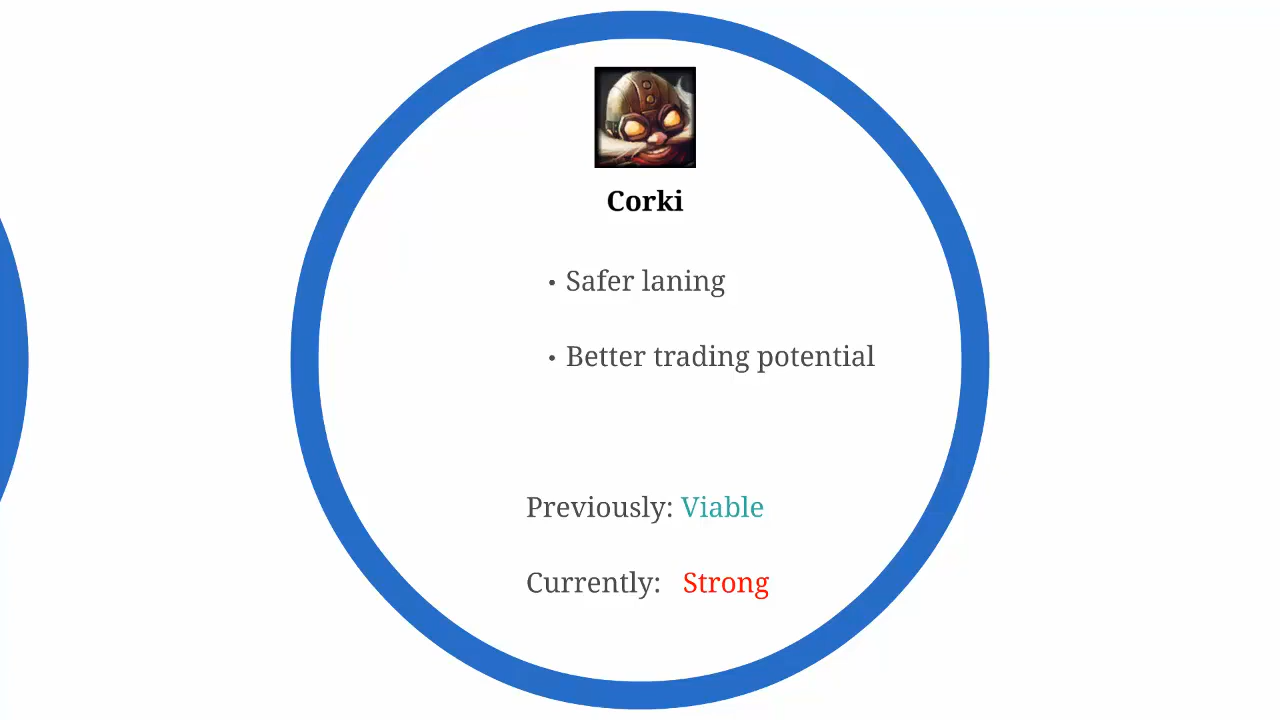 Corki
• Safer laning
• Better trading potential
Previously: Viable
Currently: Strong